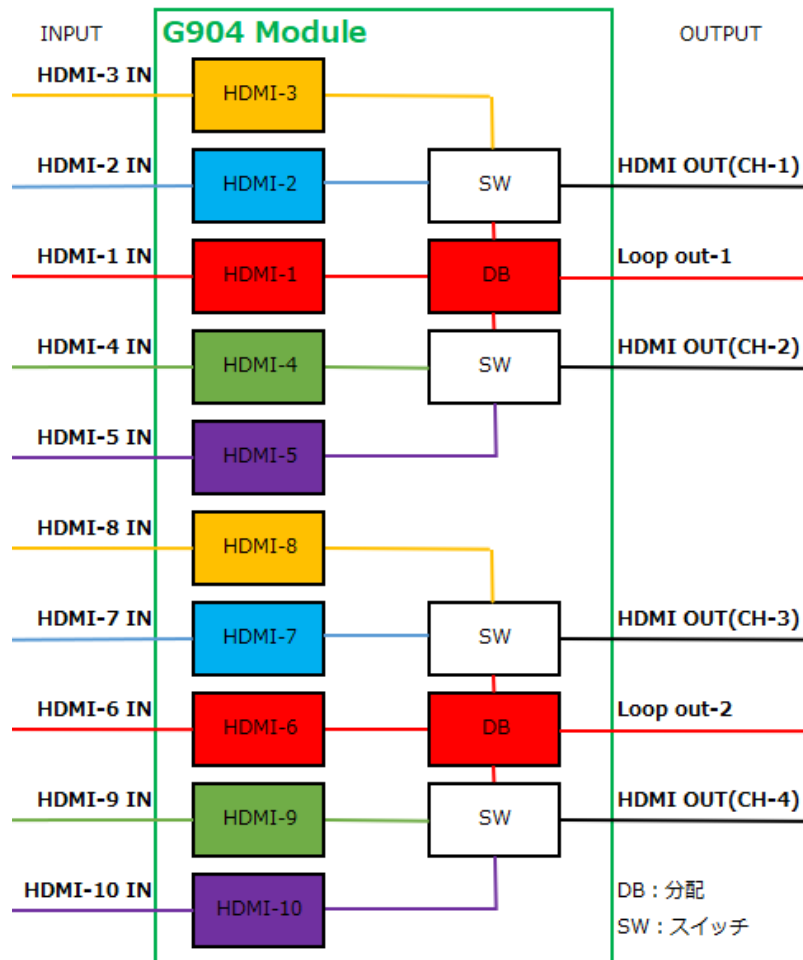 INPUT
G904 Module
OUTPUT
HDMI-3 IN
HDMI-3
HDMI-2 IN
HDMI-2
SW
HDMI OUT(CH-1)
HDMI-1 IN
HDMI-1
DB
Loop out-1
HDMI-4 IN
HDMI-4
SW
HDMI OUT(CH-2)
HDMI-5 IN
HDMI-5
HDMI-8 IN
HDMI-8
HDMI-7 IN
HDMI-7
SW
HDMI OUT(CH-3)
HDMI-6 IN
HDMI-6
DB
Loop out-2
HDMI-9 IN
HDMI-9
SW
HDMI OUT(CH-4)
HDMI-10 IN
HDMI-10
DB：分配
SW：スイッチ